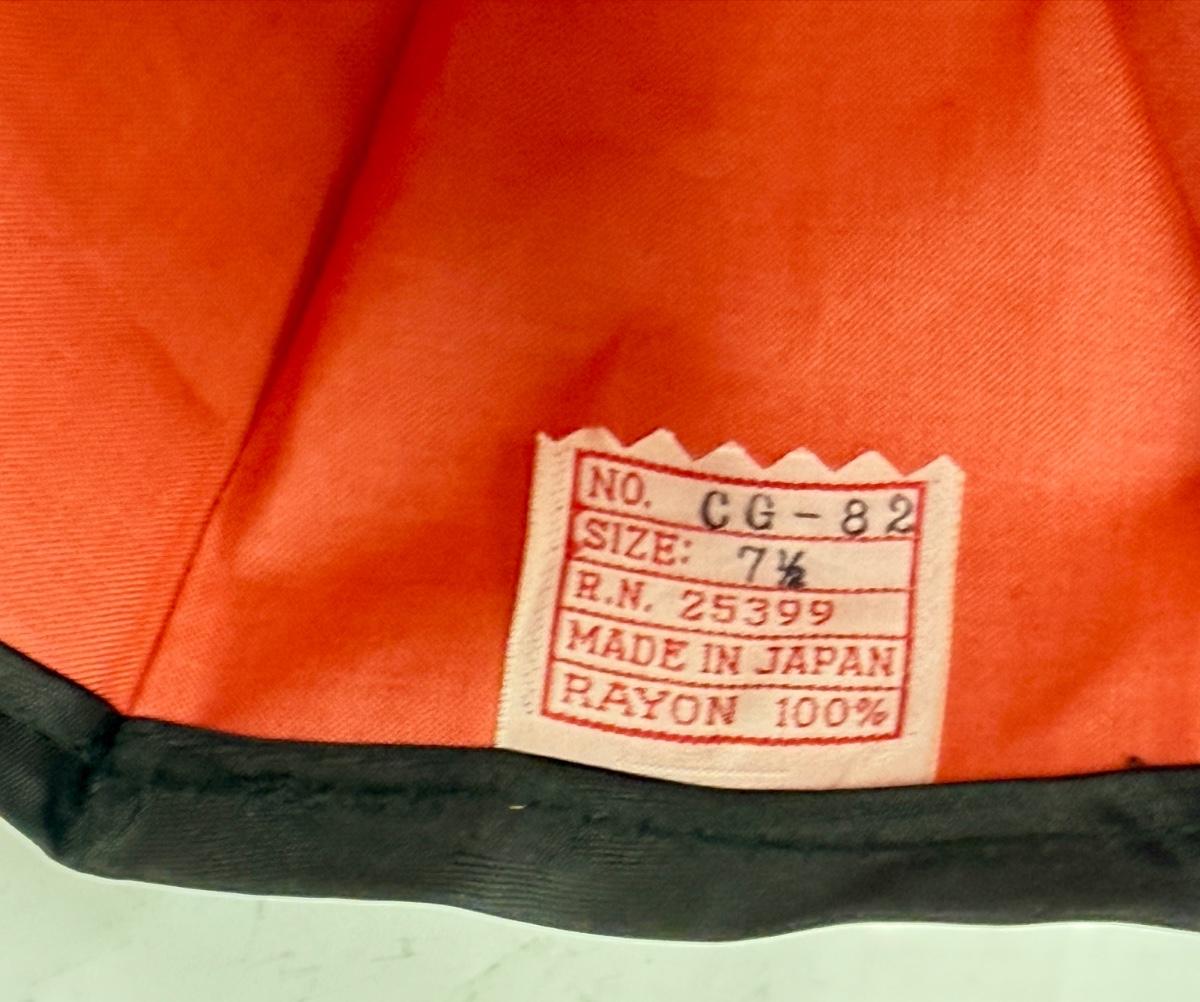 NO. CG-82
SIZE: 7½
R.N. 25399
MADE IN JAPAN
RAYON 100%